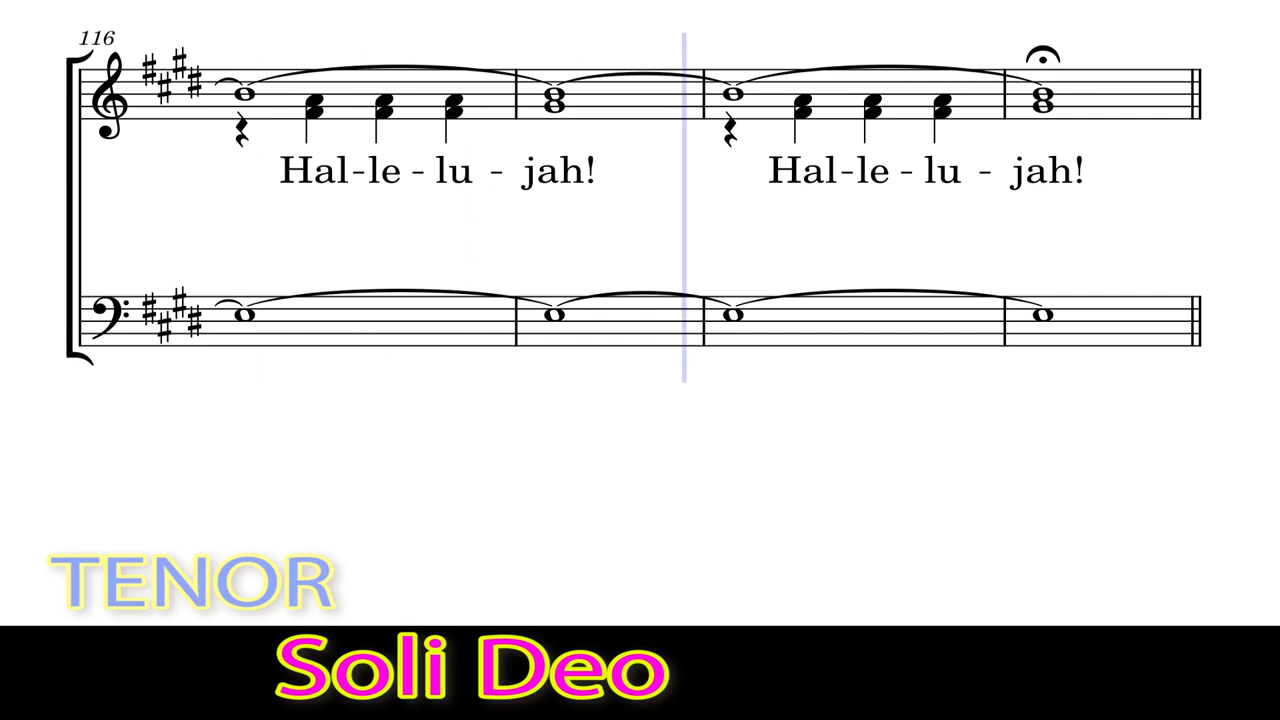 116
Hal-le - lu - jah! Hal-le - lu - jah!
TENOR
Soli Deo